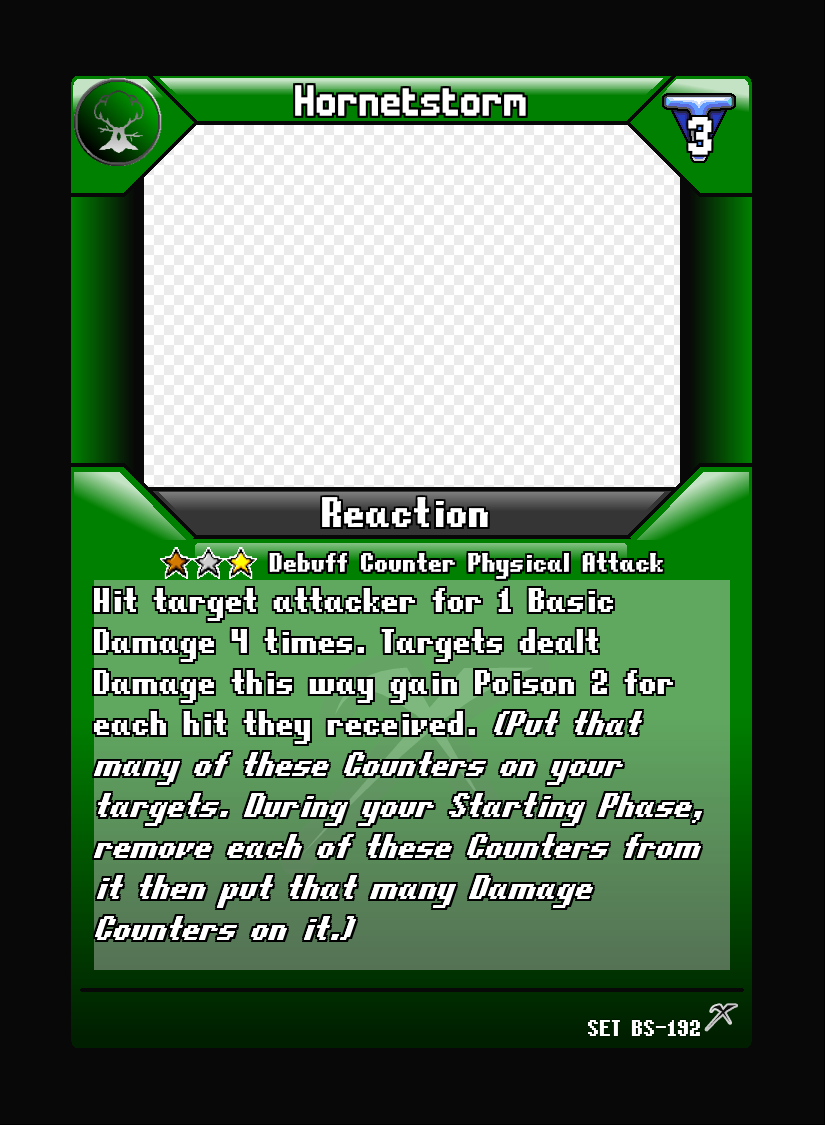 Hornetstorm
3
Reaction
Debuff Counter Physical Attack
Hit target attacker for 1 Basic
Damage 4 times. Targets dealt
Damage this way gain Poison 2 for
each hit they received. (Put that
many of these Counters on your
targets. During your Starting Phase,
remove each of these Counters from
it then put that many Damage
Counters on it.)
SET BS-192